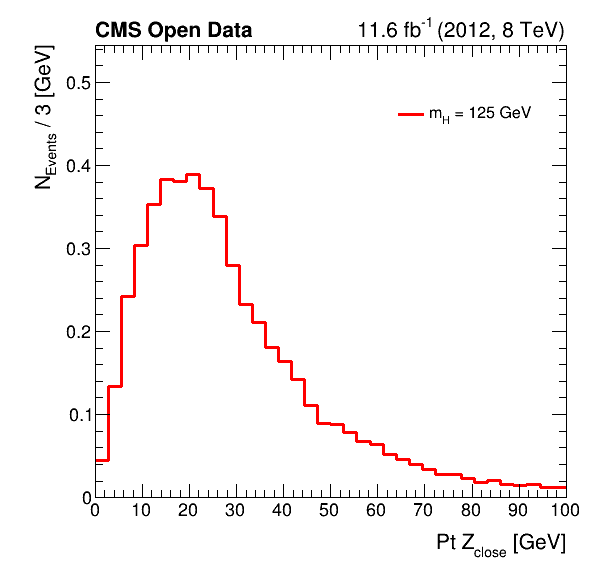 CMS Open Data 11.6 fb-1 (2012, 8 TeV)
NEvents / 3 [GeV]
mH = 125 GeV
0.5
0.4
0.3
0.2
0.1
0
0 10 20 30 40 50 60 70 80 90 100
Pt Zclose [GeV]